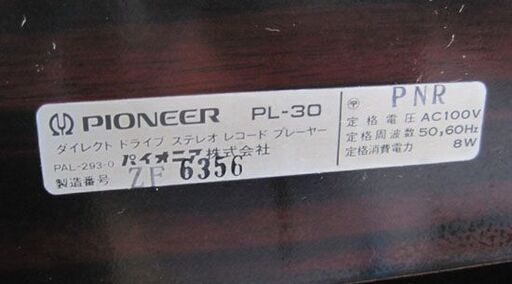 PIONEER PL-30
ダイレクト ドライブ ステレオ レコード プレーヤー
PAL-293-0 パイオニア株式会社
製造番号 ZF 6356
〒 PNR
定格電圧 AC100V
定格周波数 50,60Hz
定格消費電力 8W